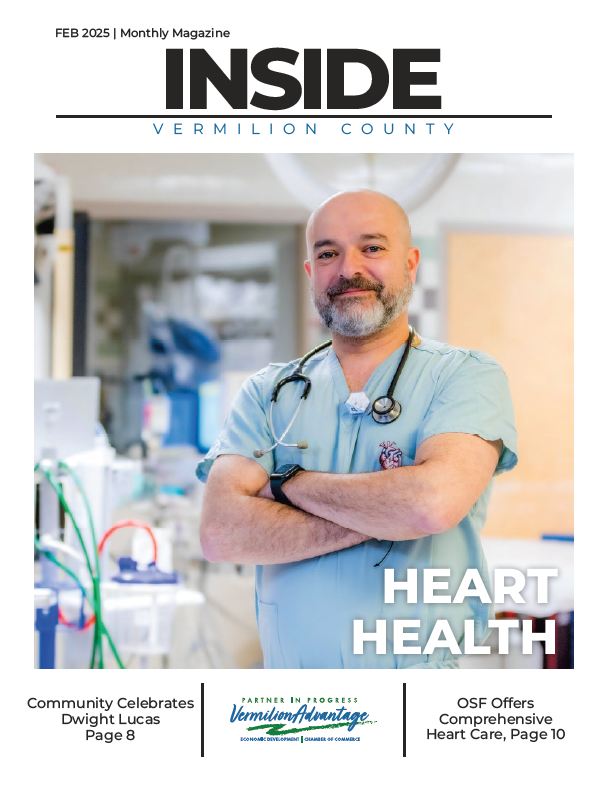 FEB 2025 | Monthly Magazine
INSIDE
VERMILION COUNTY
HEART
HEALTH
Community Celebrates
Dwight Lucas
Page 8
PARTNER IN PROGRESS
VermilionAdvantage
ECONOMIC DEVELOPMENT | CHAMBER OF COMMERCE
OSF Offers
Comprehensive
Heart Care, Page 10